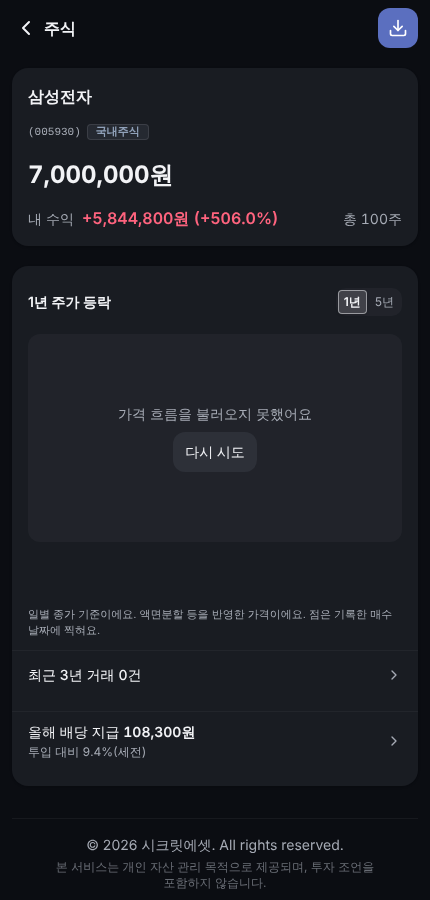 주식
삼성전자
(005930) 국내주식
7,000,000원
내 수익 +5,844,800원 (+506.0%) 총 100주
1년 주가 등락 1년 5년
가격 흐름을 불러오지 못했어요
다시 시도
일별 종가 기준이에요. 액면분할 등을 반영한 가격이에요. 점은 기록한 매수
날짜에 찍혀요.
최근 3년 거래 0건
올해 배당 지급 108,300원
투입 대비 9.4%(세전)
© 2026 시크릿에셋. All rights reserved.
본 서비스는 개인 자산 관리 목적으로 제공되며, 투자 조언을
포함하지 않습니다.